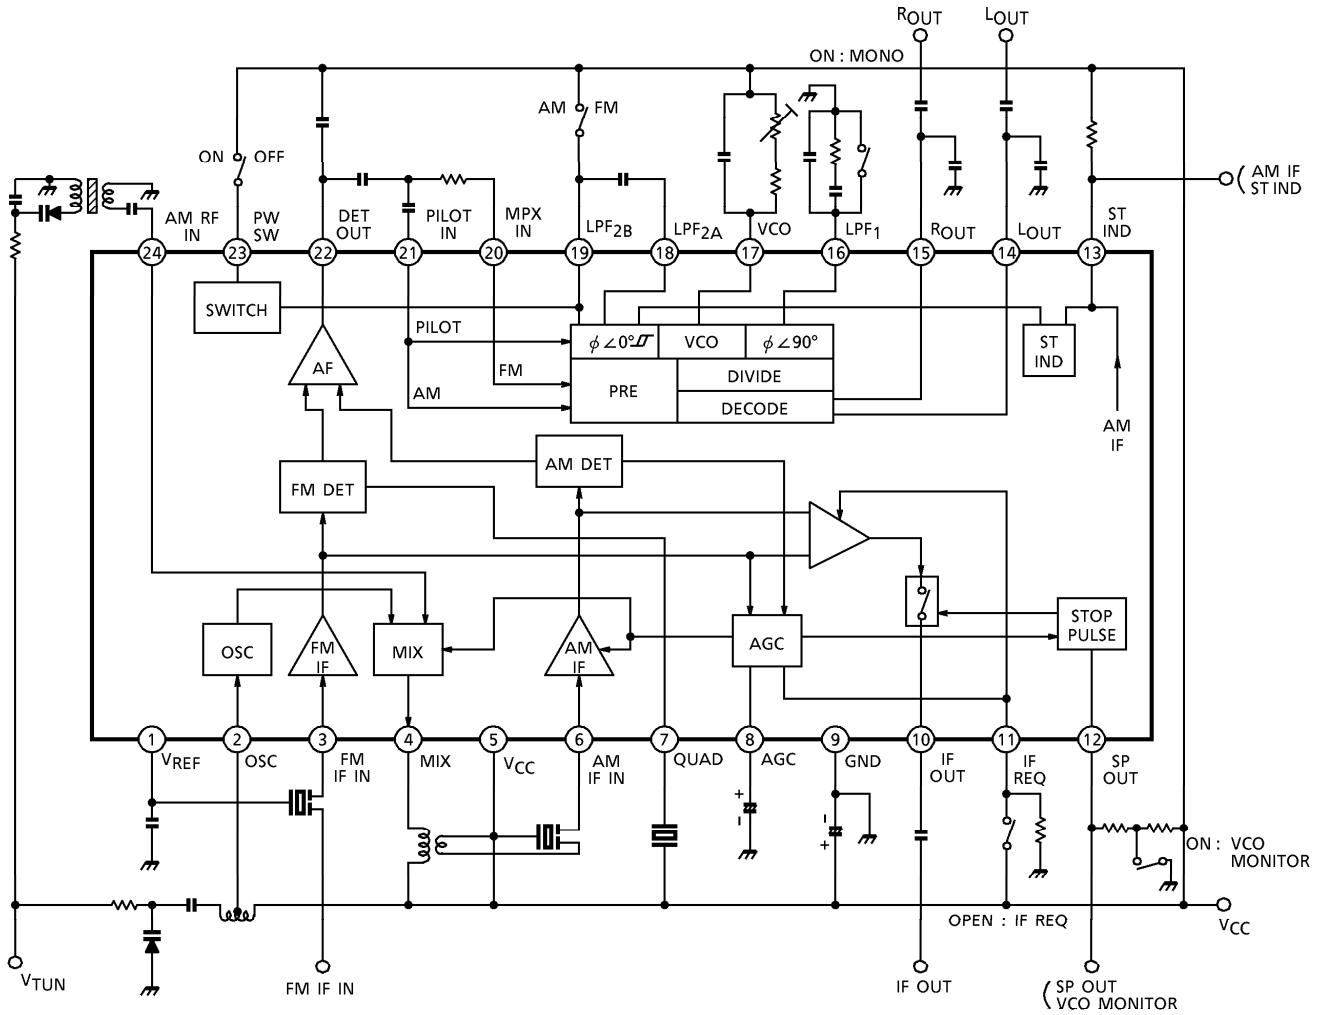 ROUT LOUT
ON : MONO
AM FM
ON OFF
AM IF
ST IND
AM RF
IN
PW
SW
DET
OUT
PILOT
IN
MPX
IN
LPF2B
LPF2A
VCO
LPF1
ROUT
LOUT
ST
IND
24 23 22 21 20 19 18 17 16 15 14 13
SWITCH
PILOT
AF
FM
AM
ϕ∠0°
VCO
ϕ∠90°
PRE
DIVIDE
DECODE
ST
IND
AM
IF
AM DET
FM DET
OSC
FM
IF
MIX
AM
IF
AGC
STOP
PULSE
1 2 3 4 5 6 7 8 9 10 11 12
VREF
OSC
FM
IF IN
MIX
VCC
AM
IF IN
QUAD
AGC
GND
IF
OUT
IF
REQ
SP
OUT
+
-
-
+
ON : VCO
MONITOR
OPEN : IF REQ
VCC
VTUN
FM IF IN
IF OUT
(SP OUT
VCO MONITOR